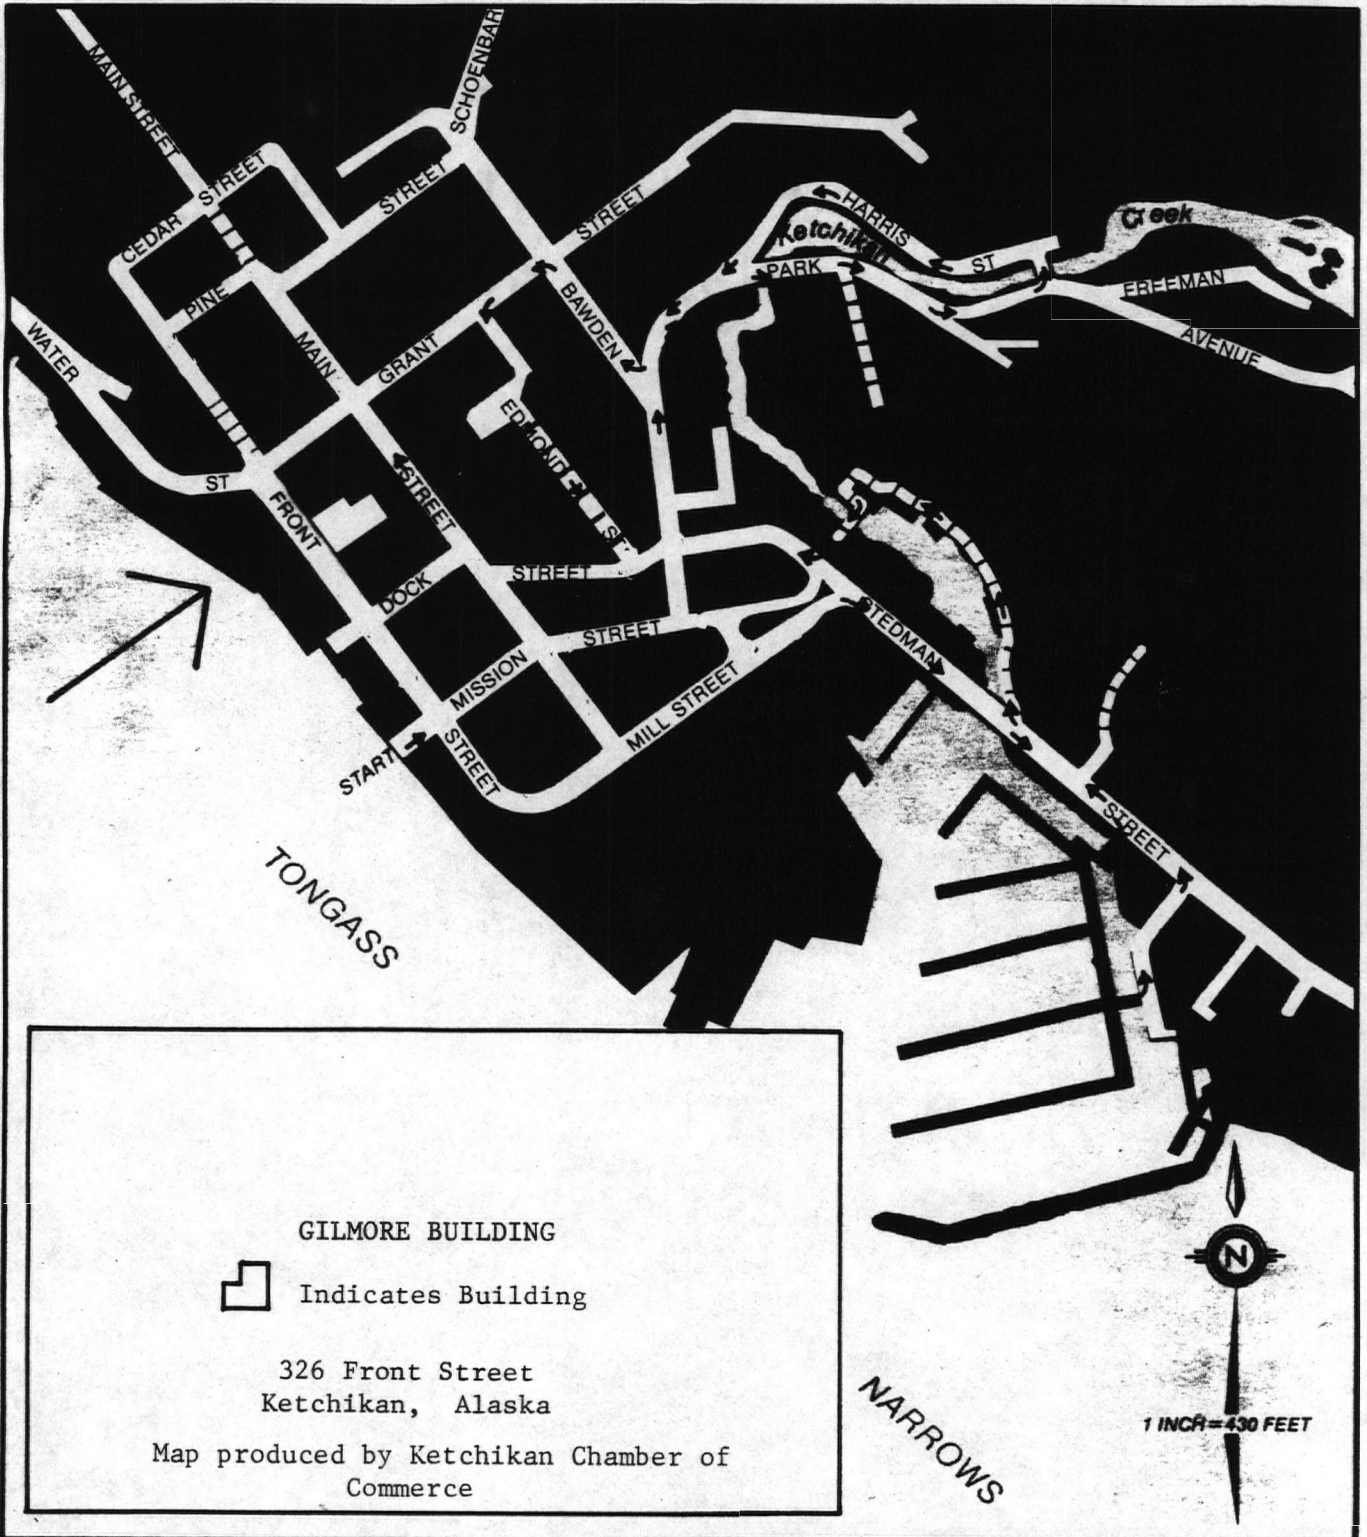 MAIN STREET
SCHOENBAR
CEDAR STREET
STREET
STREET
HARRIS
ST
Ketchikan
Creek
PARK
FREEMAN
AVENUE
PINE
WATER
ST
MAIN
STREET
GRANT
BAWDEN
EDMOND ST.
FRONT
STREET
DOCK
STREET
MISSION
STREET
MILL STREET
STEDMAN
STREET
START
TONGASS
NARROWS
GILMORE BUILDING
Indicates Building
326 Front Street
Ketchikan, Alaska
Map produced by Ketchikan Chamber of
Commerce
N
1 INCH=430 FEET